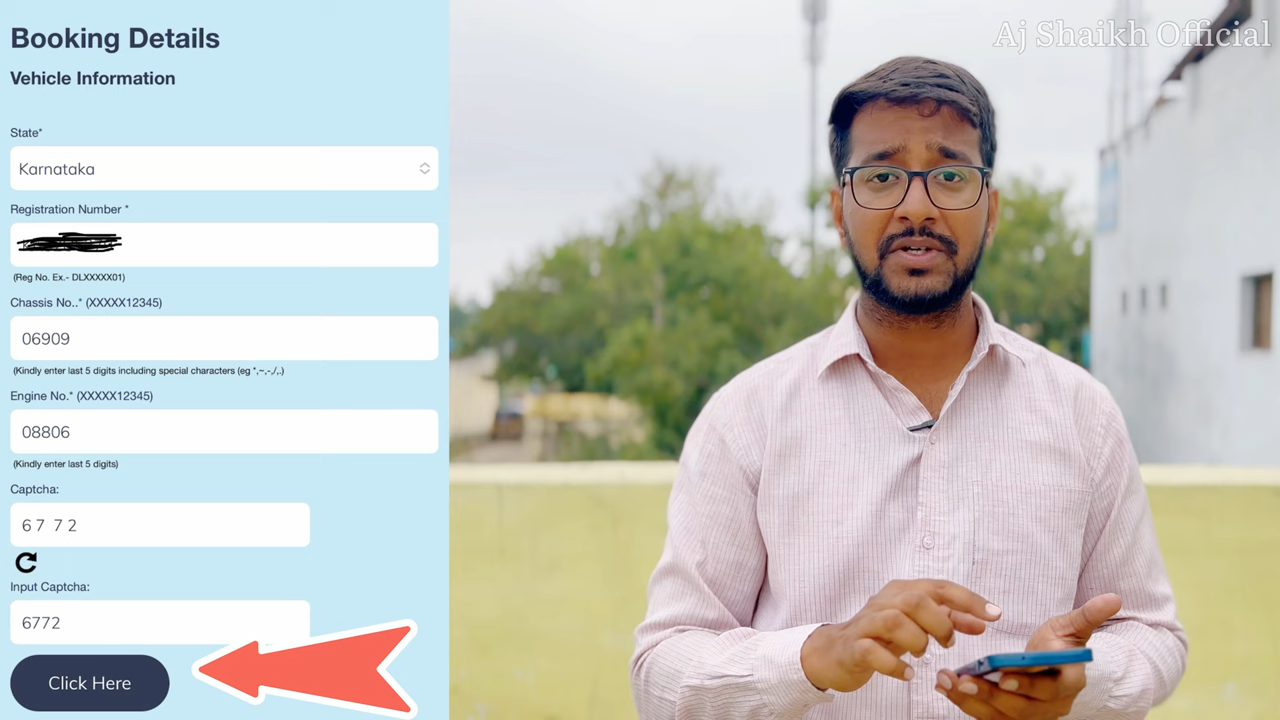 Booking Details
Vehicle Information
State*
Karnataka
Registration Number *
(Reg No. Ex.- DLXXXXX01)
Chassis No..* (XXXXX12345)
06909
(Kindly enter last 5 digits including special characters (eg *,~,-,/,.)
Engine No.* (XXXXX12345)
08806
(Kindly enter last 5 digits)
Captcha:
6 7 7 2
Input Captcha:
6772
Click Here
Aj Shaikh Official